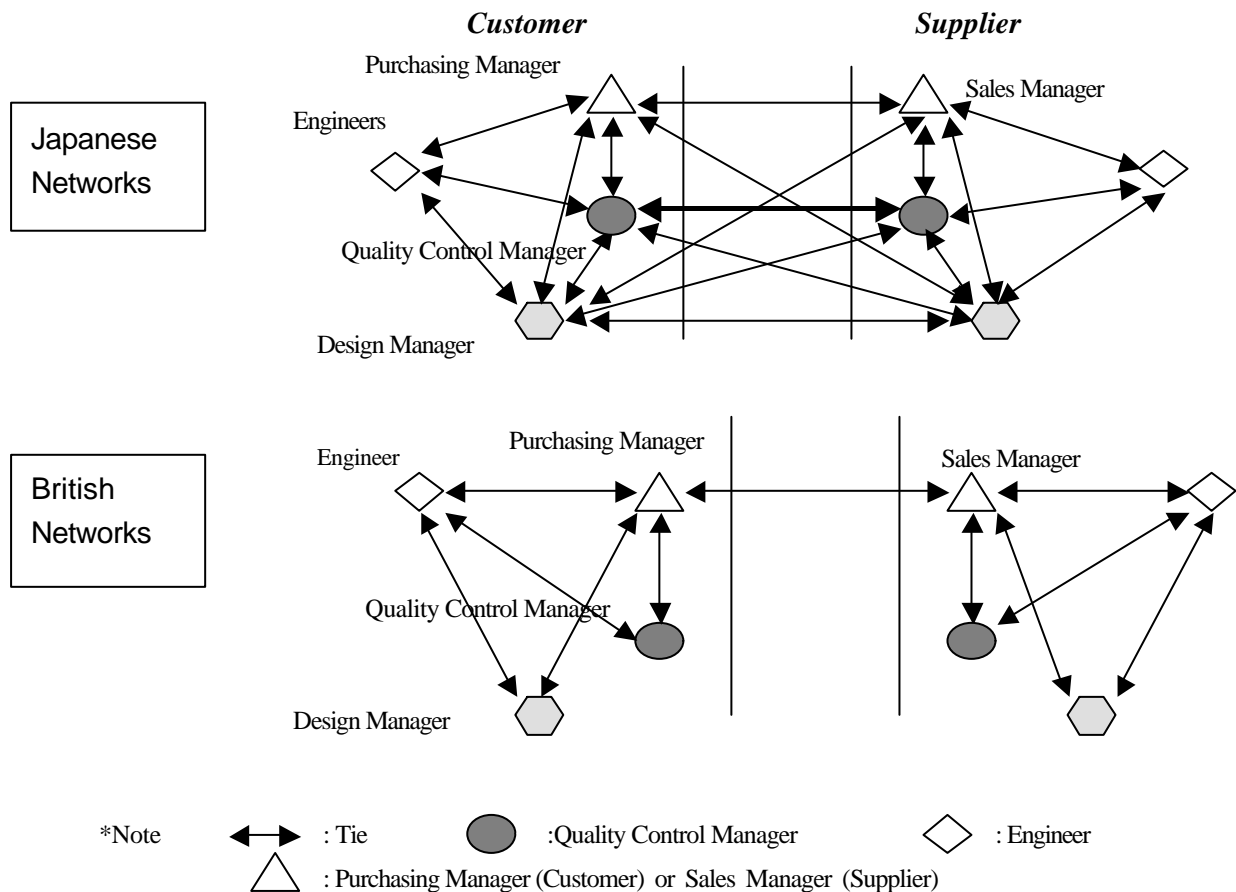 Customer
Supplier
Purchasing Manager
Sales Manager
Engineers
Japanese
Networks
Quality Control Manager
Design Manager
Purchasing Manager
Engineer
Sales Manager
British
Networks
Quality Control Manager
Design Manager
*Note : Tie :Quality Control Manager : Engineer
: Purchasing Manager (Customer) or Sales Manager (Supplier)